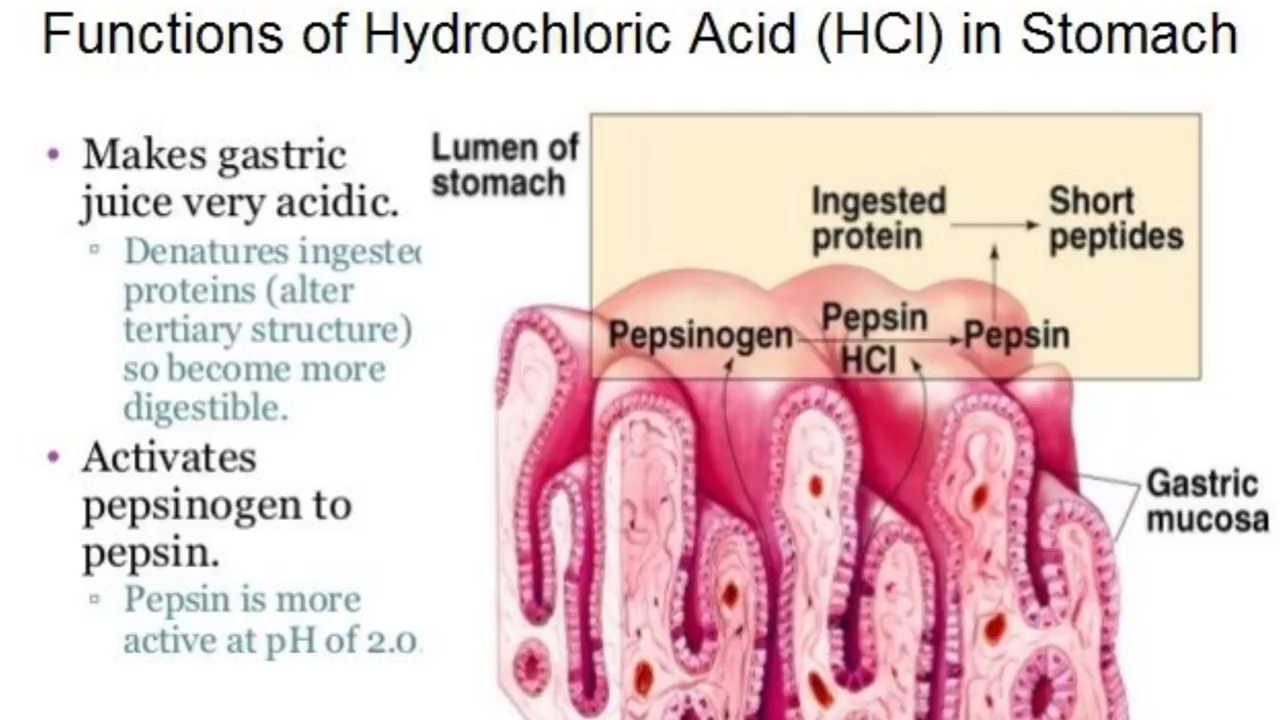 Functions of Hydrochloric Acid (HCl) in Stomach
• Makes gastric
juice very acidic.
▫ Denatures ingested
proteins (alter
tertiary structure)
so become more
digestible.
• Activates
pepsinogen to
pepsin.
▫ Pepsin is more
active at pH of 2.0
Lumen of
stomach
Ingested
protein
Short
peptides
Pepsinogen
Pepsin
HCl
Pepsin
Gastric
mucosa